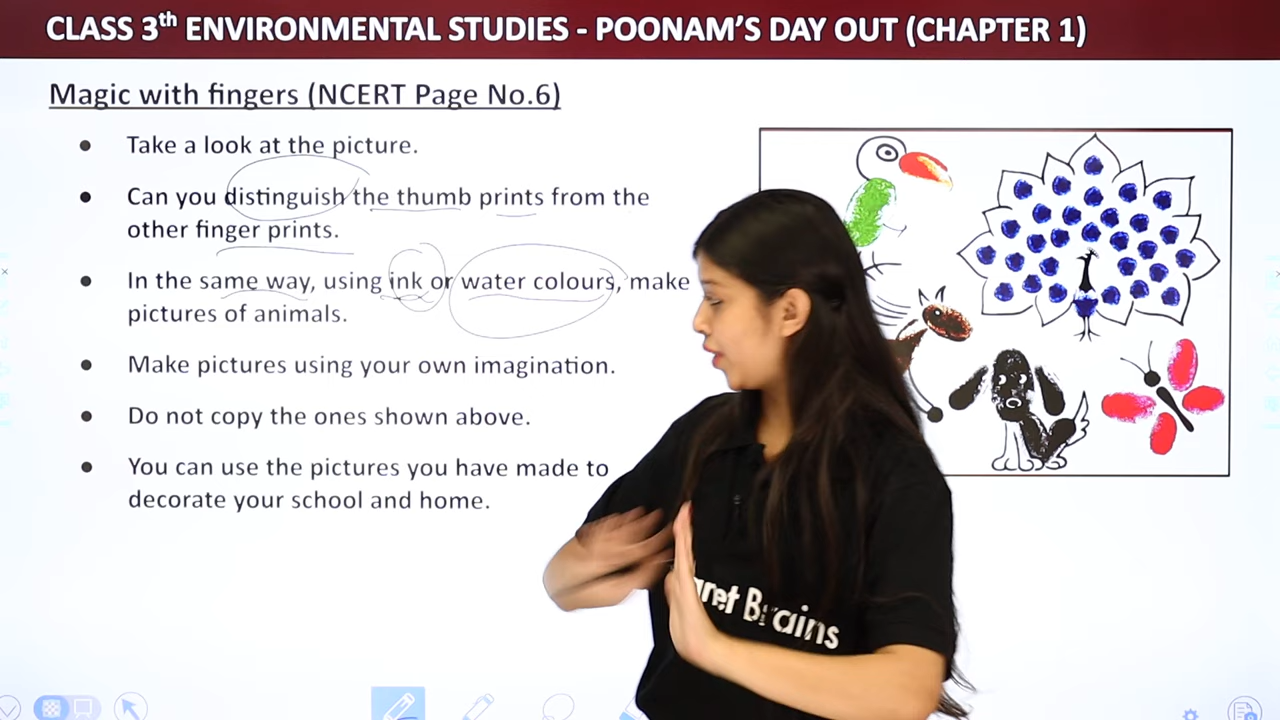 CLASS 3th ENVIRONMENTAL STUDIES - POONAM'S DAY OUT (CHAPTER 1)
Magic with fingers (NCERT Page No.6)
● Take a look at the picture.
● Can you distinguish the thumb prints from the
other finger prints.
● In the same way, using ink or water colours, make
pictures of animals.
● Make pictures using your own imagination.
● Do not copy the ones shown above.
● You can use the pictures you have made to
decorate your school and home.
ret Brains